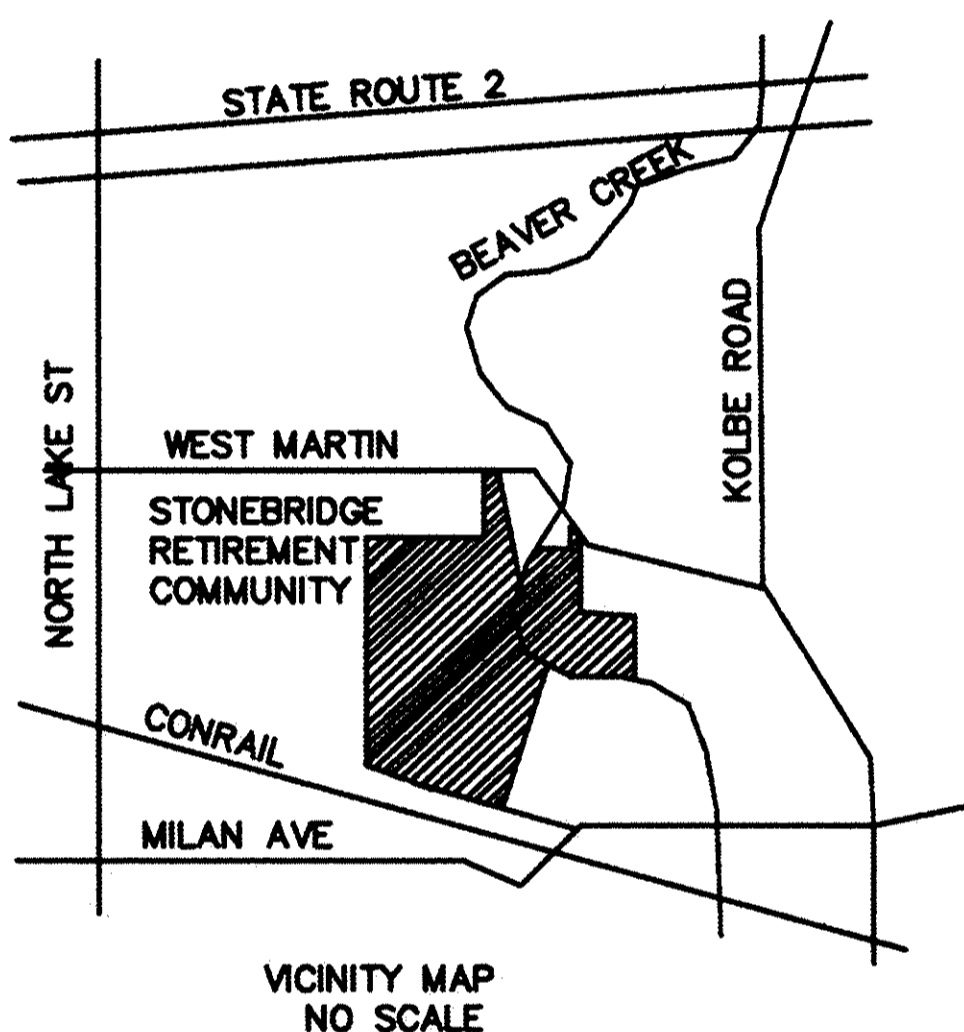 STATE ROUTE 2
BEAVER CREEK
KOLBE ROAD
NORTH LAKE ST
WEST MARTIN
STONEBRIDGE
RETIREMENT
COMMUNITY
CONRAIL
MILAN AVE
VICINITY MAP
NO SCALE